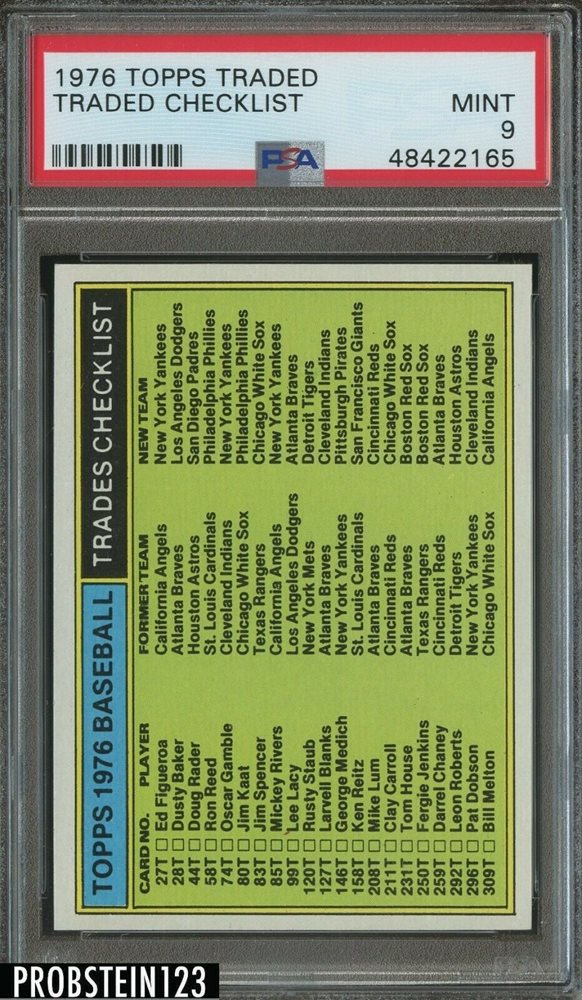 1976 TOPPS TRADED
TRADED CHECKLIST MINT
9
PSA 48422165
TOPPS 1976 BASEBALL TRADES CHECKLIST
CARD NO. PLAYER FORMER TEAM NEW TEAM
27T Ed Figueroa California Angels New York Yankees
28T Dusty Baker Atlanta Braves Los Angeles Dodgers
44T Doug Rader Houston Astros San Diego Padres
58T Ron Reed St. Louis Cardinals Philadelphia Phillies
74T Oscar Gamble Cleveland Indians New York Yankees
80T Jim Kaat Chicago White Sox Philadelphia Phillies
83T Jim Spencer Texas Rangers Chicago White Sox
85T Mickey Rivers California Angels New York Yankees
99T Lee Lacy Los Angeles Dodgers Atlanta Braves
120T Rusty Staub New York Mets Detroit Tigers
127T Larvell Blanks Atlanta Braves Cleveland Indians
146T George Medich New York Yankees Pittsburgh Pirates
158T Ken Reitz St. Louis Cardinals San Francisco Giants
208T Mike Lum Atlanta Braves Cincinnati Reds
211T Clay Carroll Cincinnati Reds Chicago White Sox
231T Tom House Atlanta Braves Boston Red Sox
250T Fergie Jenkins Texas Rangers Boston Red Sox
259T Darrel Chaney Cincinnati Reds Atlanta Braves
292T Leon Roberts Detroit Tigers Houston Astros
296T Pat Dobson New York Yankees Cleveland Indians
309T Bill Melton Chicago White Sox California Angels
PROBSTEIN123